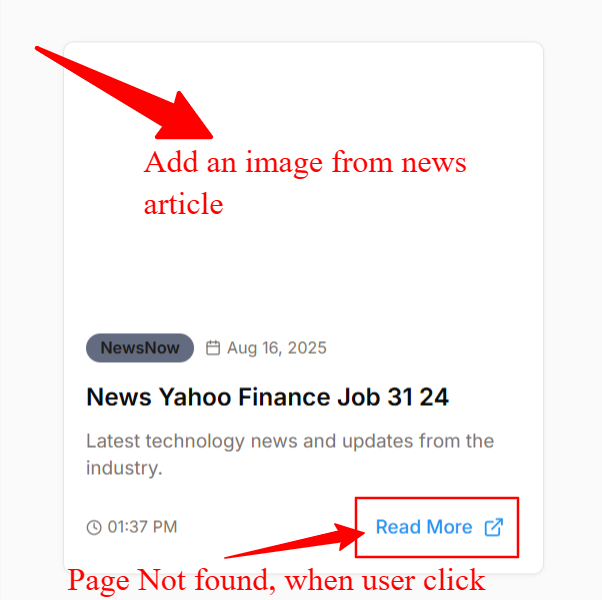 Add an image from news
article
NewsNow
Aug 16, 2025
News Yahoo Finance Job 31 24
Latest technology news and updates from the
industry.
01:37 PM
Read More
Page Not found, when user click